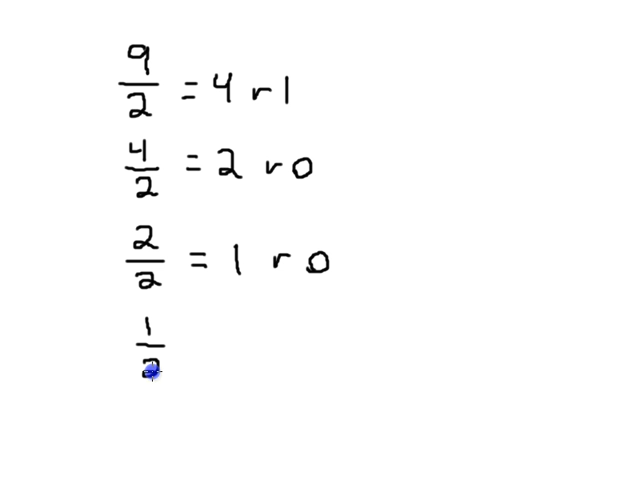 9/2 = 4 r 1
4/2 = 2 r 0
2/2 = 1 r 0
1/2